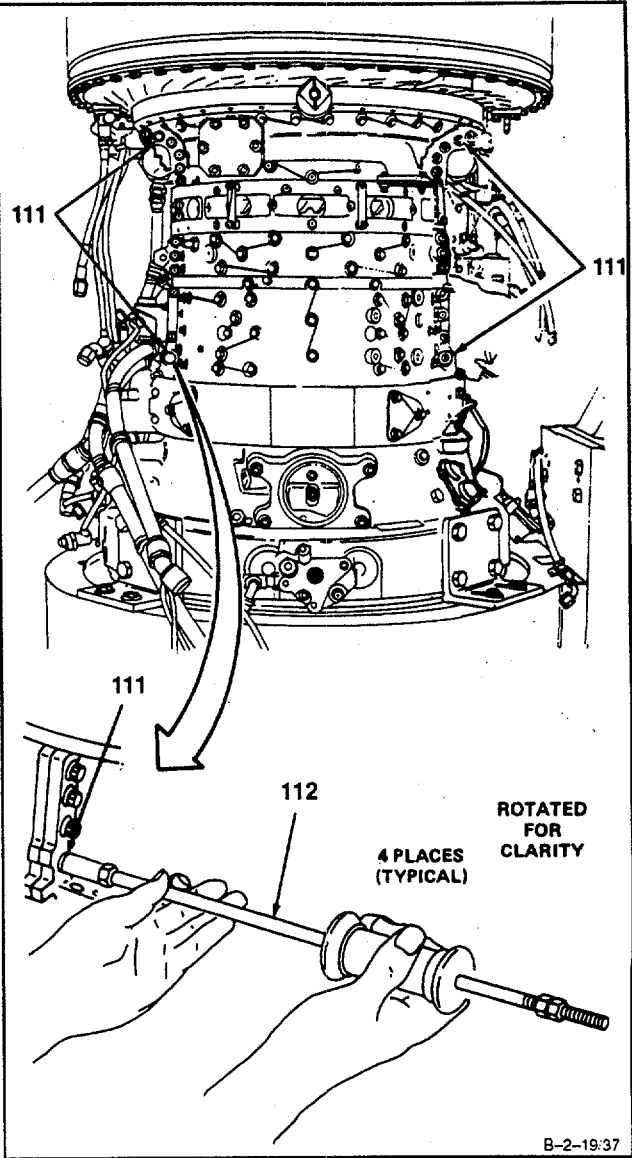 111
111
111
112
ROTATED
FOR
CLARITY
4 PLACES
(TYPICAL)
B-2-19-37